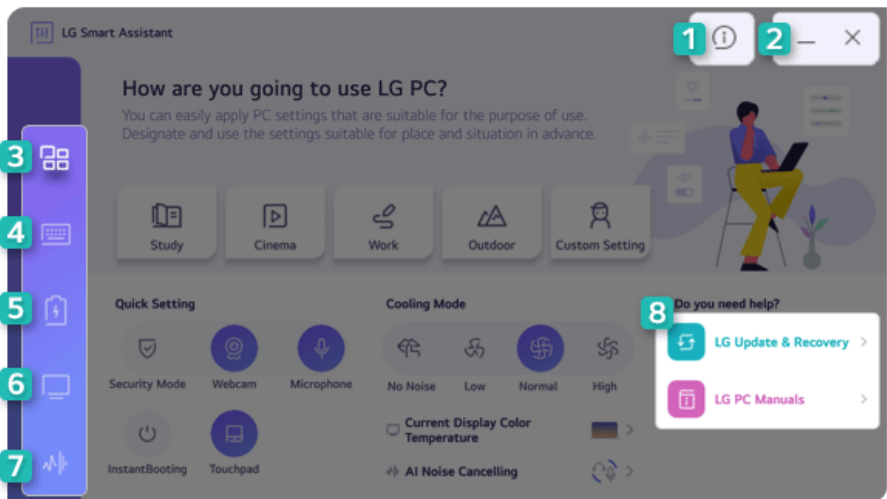 LG Smart Assistant
1
2
How are you going to use LG PC?
You can easily apply PC settings that are suitable for the purpose of use.
Designate and use the settings suitable for place and situation in advance.
3
4
5
6
7
Study
Cinema
Work
Outdoor
Custom Setting
Quick Setting
Security Mode
Webcam
Microphone
InstantBooting
Touchpad
Cooling Mode
No Noise
Low
Normal
High
Current Display Color
Temperature
AI Noise Cancelling
Do you need help?
8
LG Update & Recovery
LG PC Manuals